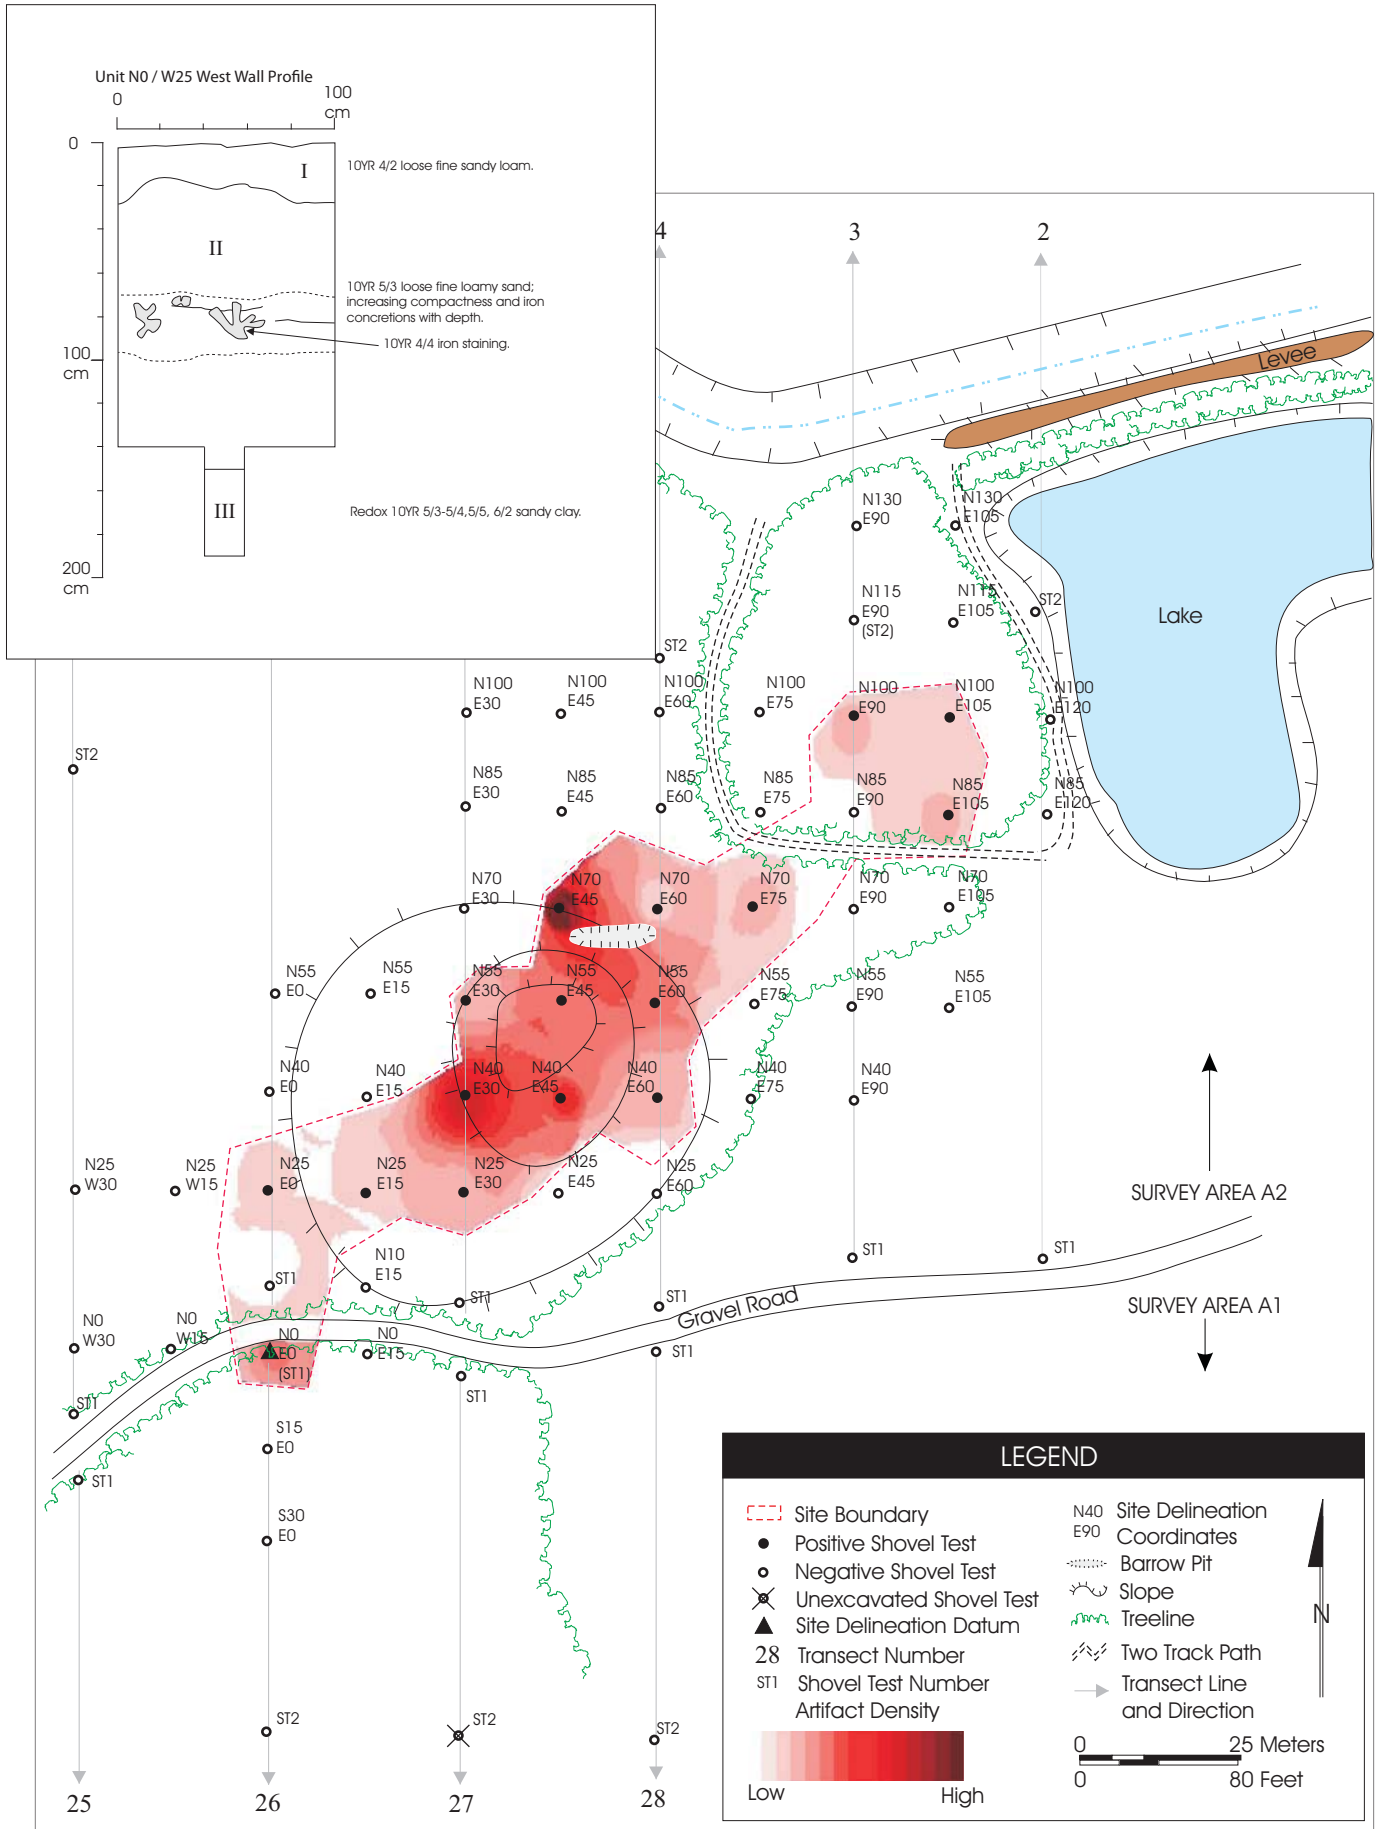 Unit N0 / W25 West Wall Profile
0
100
cm
0
I
10YR 4/2 loose fine sandy loam.
II
10YR 5/3 loose fine loamy sand;
increasing compactness and iron
concretions with depth.
10YR 4/4 iron staining.
100
cm
III
Redox 10YR 5/3-5/4,5/5, 6/2 sandy clay.
200
cm
4
3
2
Levee
N130
E90
N130
E105
N115
E90
(ST2)
N115
E105
ST2
Lake
ST2
N100
E30
N100
E45
N100
E60
N100
E75
N100
E90
N100
E105
N100
E120
ST2
N85
E30
N85
E45
N85
E60
N85
E75
N85
E90
N85
E105
N85
E120
N70
E30
N70
E45
N70
E60
N70
E75
N70
E90
N70
E105
N55
E0
N55
E15
N55
E30
N55
E45
N55
E60
N55
E75
N55
E90
N55
E105
N40
E0
N40
E15
N40
E30
N40
E45
N40
E60
N40
E75
N40
E90
N25
W30
N25
W15
N25
E0
N25
E15
N25
E30
N25
E45
N25
E60
SURVEY AREA A2
ST1
N10
E15
ST1
ST1
ST1
ST1
Gravel Road
SURVEY AREA A1
N0
W30
N0
W15
N0
E0
(ST1)
N0
E15
ST1
ST1
ST1
ST1
S15
E0
S30
E0
ST2
ST2
ST2
25
26
27
28
LEGEND
Site Boundary
Positive Shovel Test
Negative Shovel Test
Unexcavated Shovel Test
Site Delineation Datum
28 Transect Number
ST1 Shovel Test Number
Artifact Density
Low
High
N40
E90
Site Delineation
Coordinates
Barrow Pit
Slope
Treeline
Two Track Path
Transect Line
and Direction
N
0
25 Meters
0
80 Feet